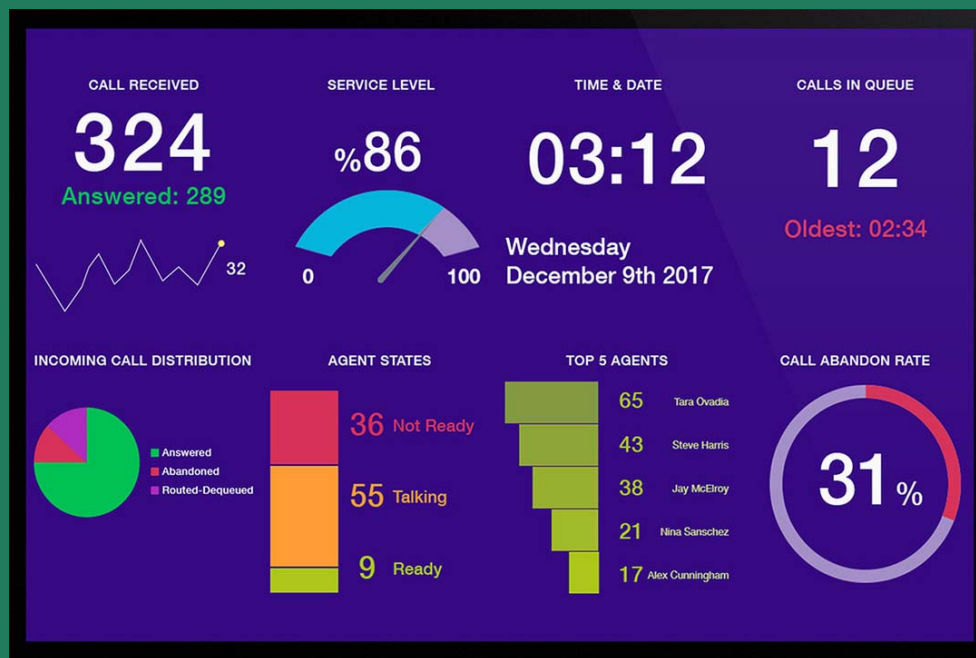 CALL RECEIVED
324
Answered: 289
32
SERVICE LEVEL
%86
0
100
TIME & DATE
03:12
Wednesday
December 9th 2017
CALLS IN QUEUE
12
Oldest: 02:34
INCOMING CALL DISTRIBUTION
Answered
Abandoned
Routed-Dequeued
AGENT STATES
36 Not Ready
55 Talking
9 Ready
TOP 5 AGENTS
65 Tara Ovadia
43 Steve Harris
38 Jay McElroy
21 Nina Sanschez
17 Alex Cunningham
CALL ABANDON RATE
31%